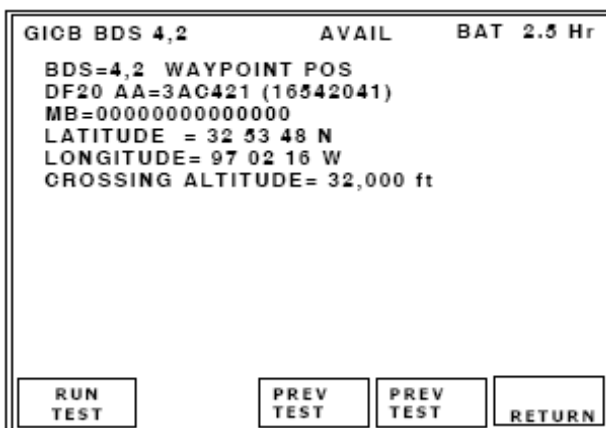 GICB BDS 4,2 AVAIL BAT 2.5 Hr
BDS=4,2 WAYPOINT POS
DF20 AA=3AC421 (16542041)
MB=00000000000000
LATITUDE = 32 53 48 N
LONGITUDE= 97 02 16 W
CROSSING ALTITUDE= 32,000 ft
RUN TEST
PREV TEST
PREV TEST
RETURN